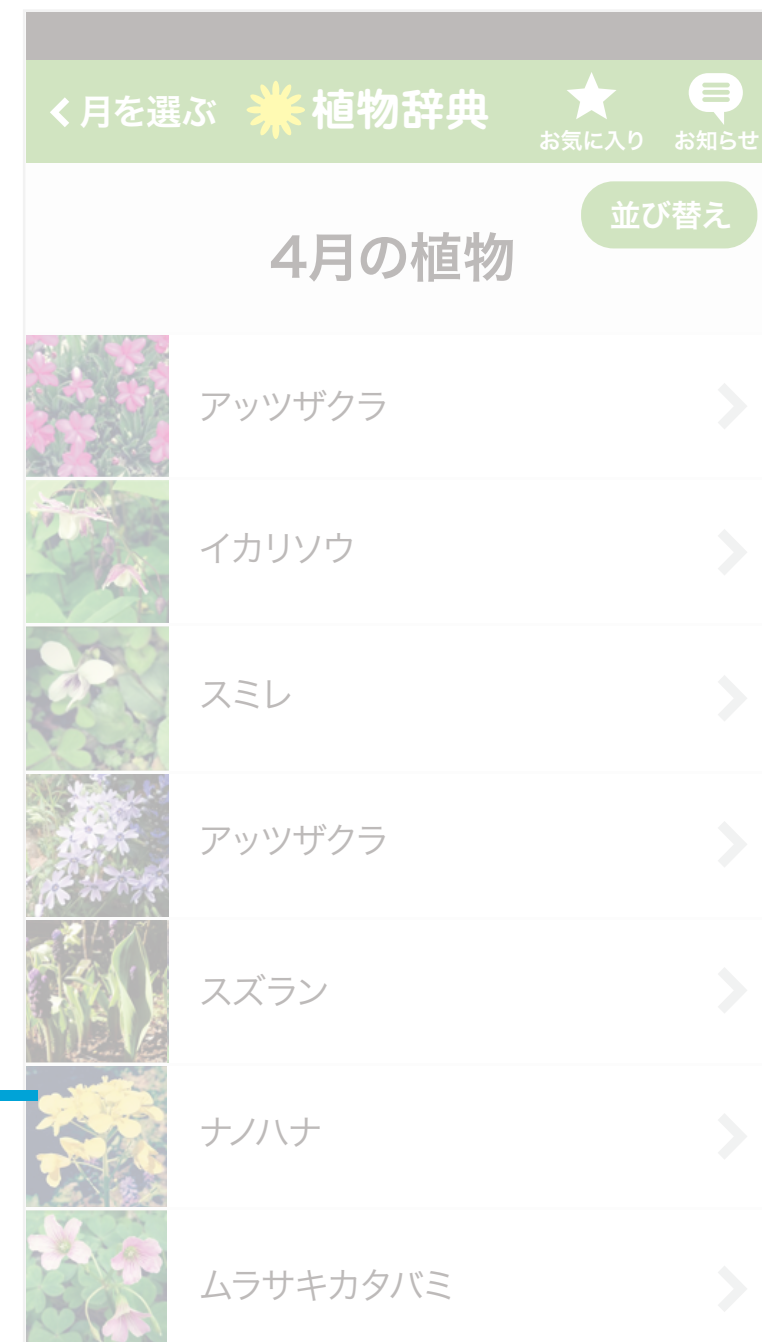 月を選ぶ 植物辞典
お気に入り お知らせ
並び替え
4月の植物
アッツザクラ
イカリソウ
スミレ
アッツザクラ
スズラン
ナノハナ
ムラサキカタバミ